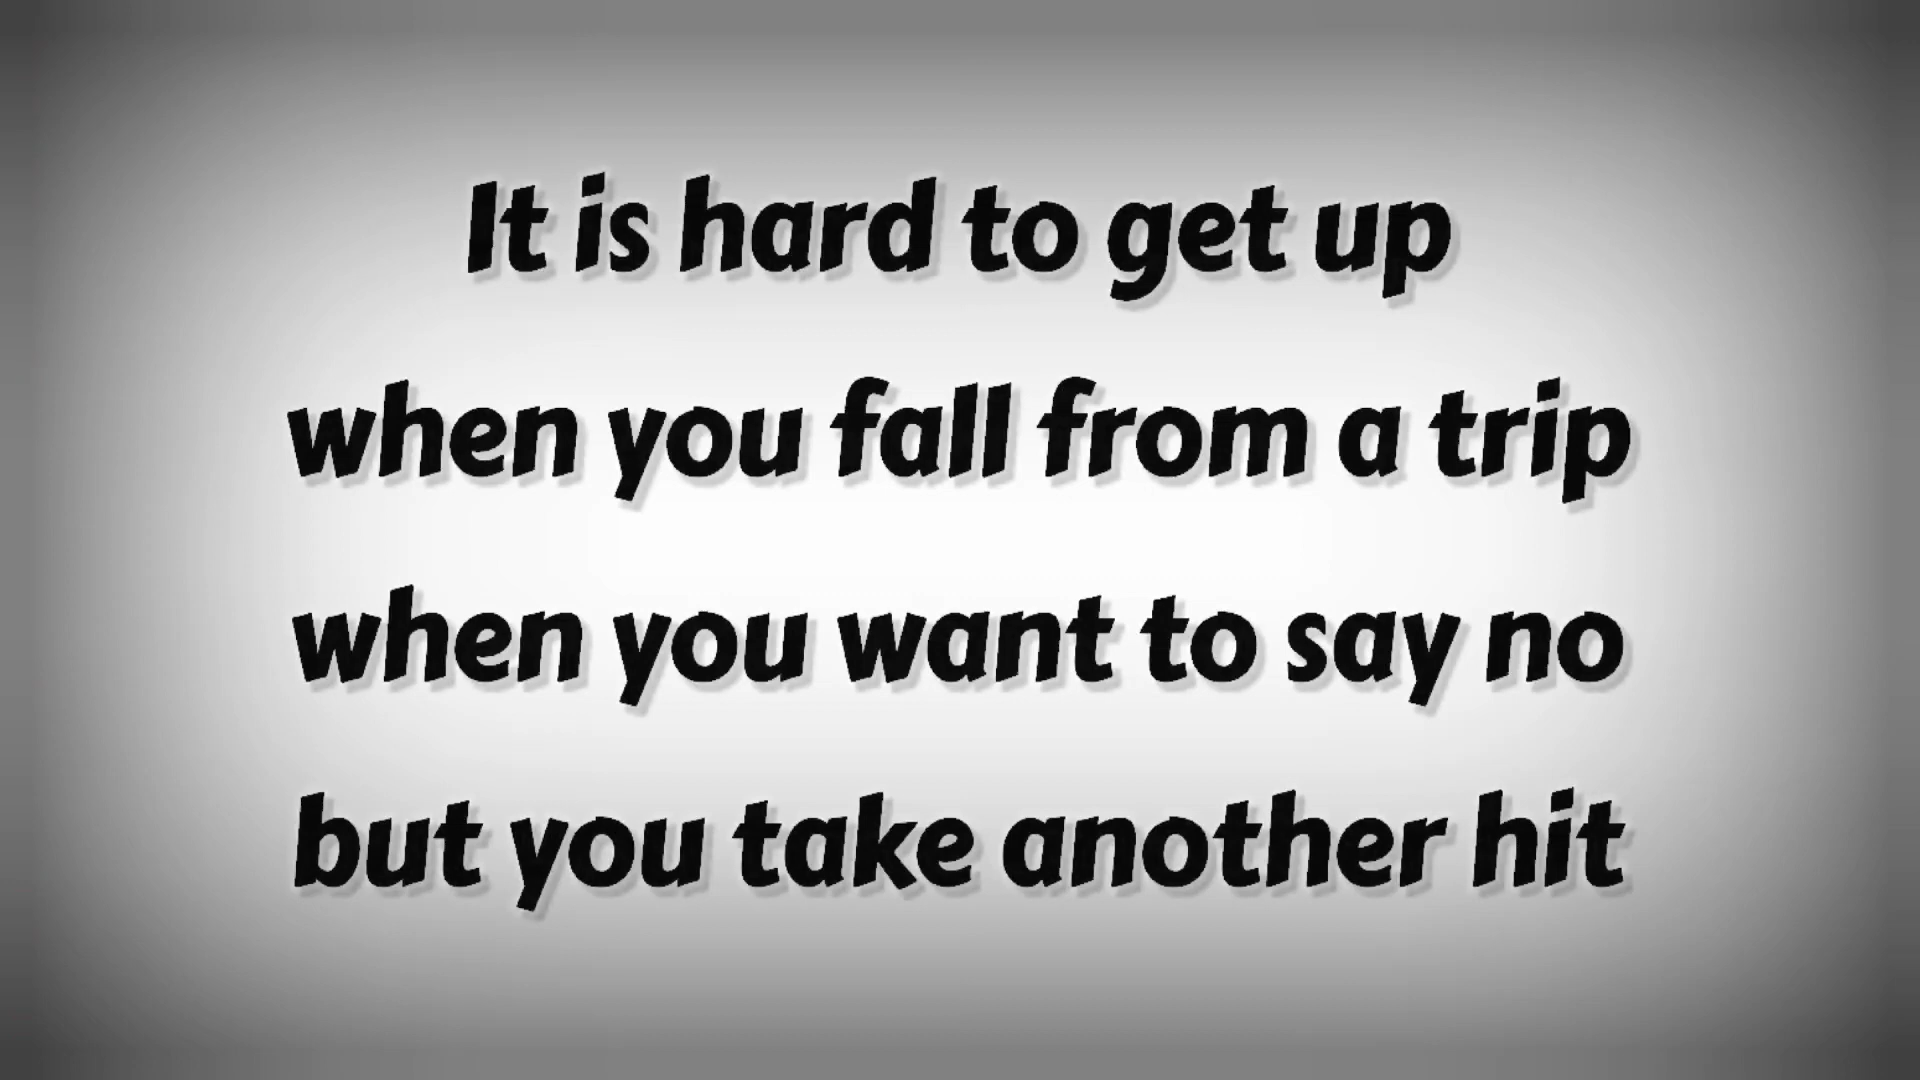 It is hard to get up
when you fall from a trip
when you want to say no
but you take another hit